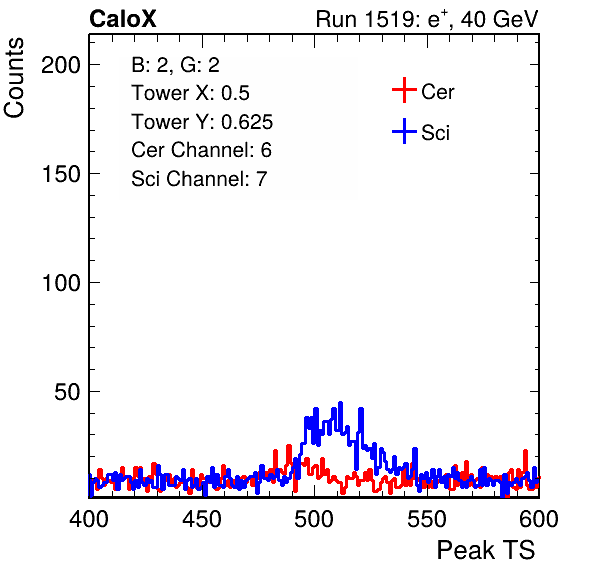 CaloX Run 1519: e⁺, 40 GeV
B: 2, G: 2
Tower X: 0.5
Tower Y: 0.625
Cer Channel: 6
Sci Channel: 7
Cer
Sci
Counts
200
150
100
50
400 450 500 550 600
Peak TS